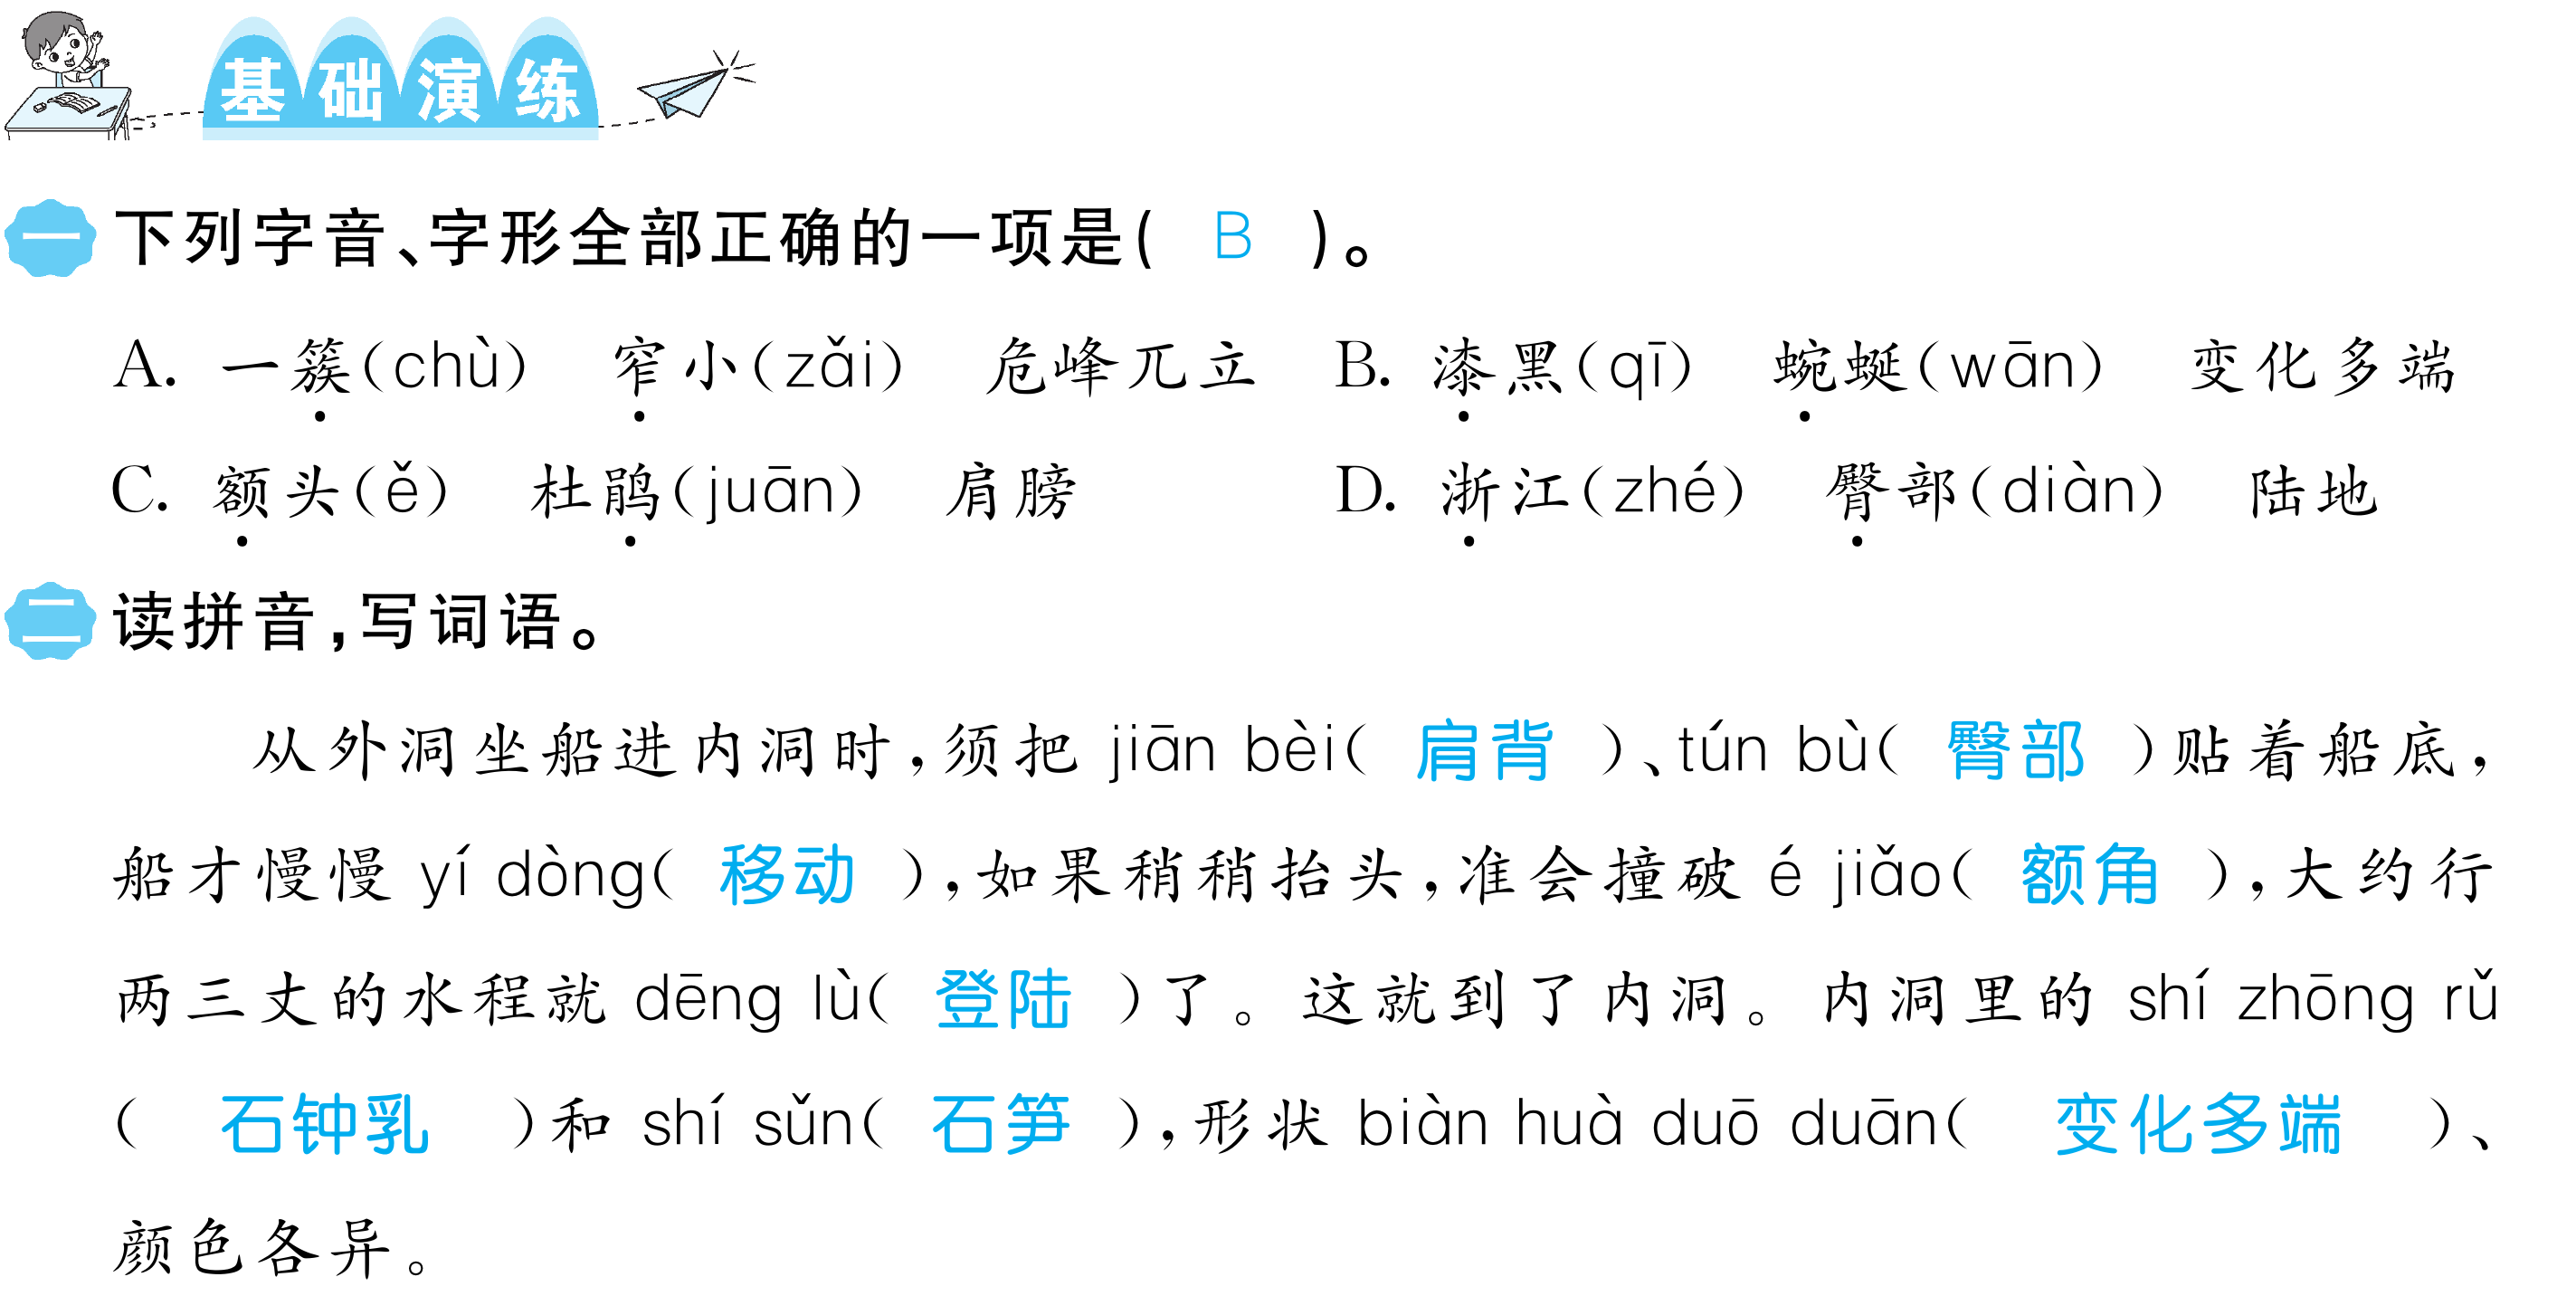 基础演练
一 下列字音、字形全部正确的一项是( B )。
A. 一簇(chù) 窄小(zǎi) 危峰兀立 B. 漆黑(qī) 蜿蜒(wān) 变化多端
C. 额头(ě) 杜鹃(juān) 肩膀 D. 浙江(zhé) 臀部(diàn) 陆地
二 读拼音,写词语。
从外洞坐船进内洞时,须把 jiān bèi( 肩背 )、tún bù( 臀部 )贴着船底,
船才慢慢 yí dòng( 移动 ),如果稍稍抬头,准会撞破 é jiǎo( 额角 ),大约行
两三丈的水程就 dēng lù( 登陆 )了。这就到了内洞。内洞里的 shí zhōng rǔ
( 石钟乳 )和 shí sǔn( 石笋 ),形状 biàn huà duō duān( 变化多端 )、
颜色各异。